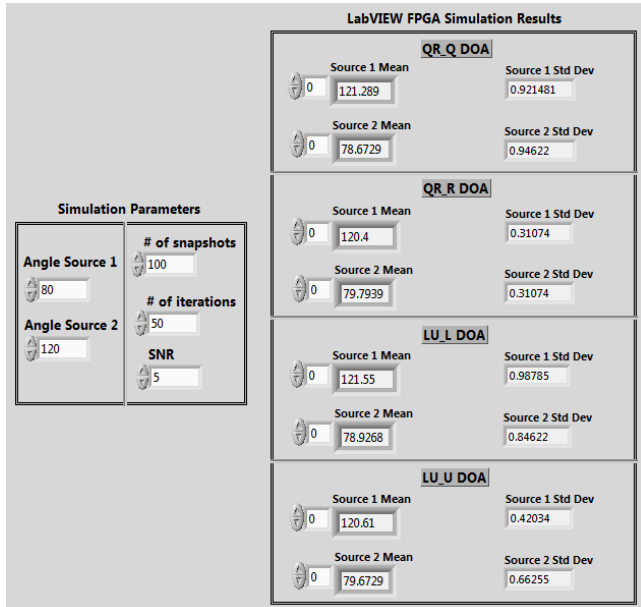 LabVIEW FPGA Simulation Results
QR_Q DOA
Source 1 Mean
0
121.289
Source 1 Std Dev
0.921481
Source 2 Mean
0
78.6729
Source 2 Std Dev
0.94622
QR_R DOA
Source 1 Mean
0
120.4
Source 1 Std Dev
0.31074
Source 2 Mean
0
79.7939
Source 2 Std Dev
0.31074
Simulation Parameters
Angle Source 1
80
Angle Source 2
120
# of snapshots
100
# of iterations
50
SNR
5
LU_L DOA
Source 1 Mean
0
121.55
Source 1 Std Dev
0.98785
Source 2 Mean
0
78.9268
Source 2 Std Dev
0.84622
LU_U DOA
Source 1 Mean
0
120.61
Source 1 Std Dev
0.42034
Source 2 Mean
0
79.6729
Source 2 Std Dev
0.66255